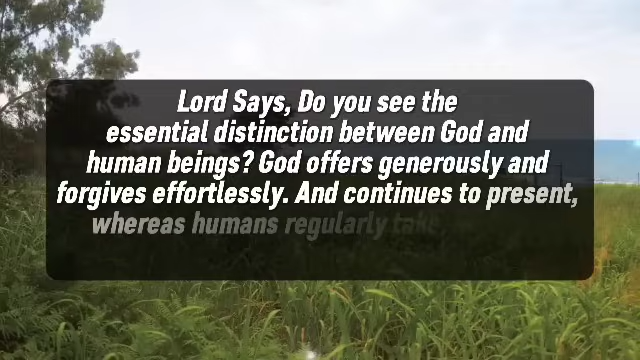 Lord Says, Do you see the
essential distinction between God and
human beings? God offers generously and
forgives effortlessly. And continues to present,
whereas humans regularly take,